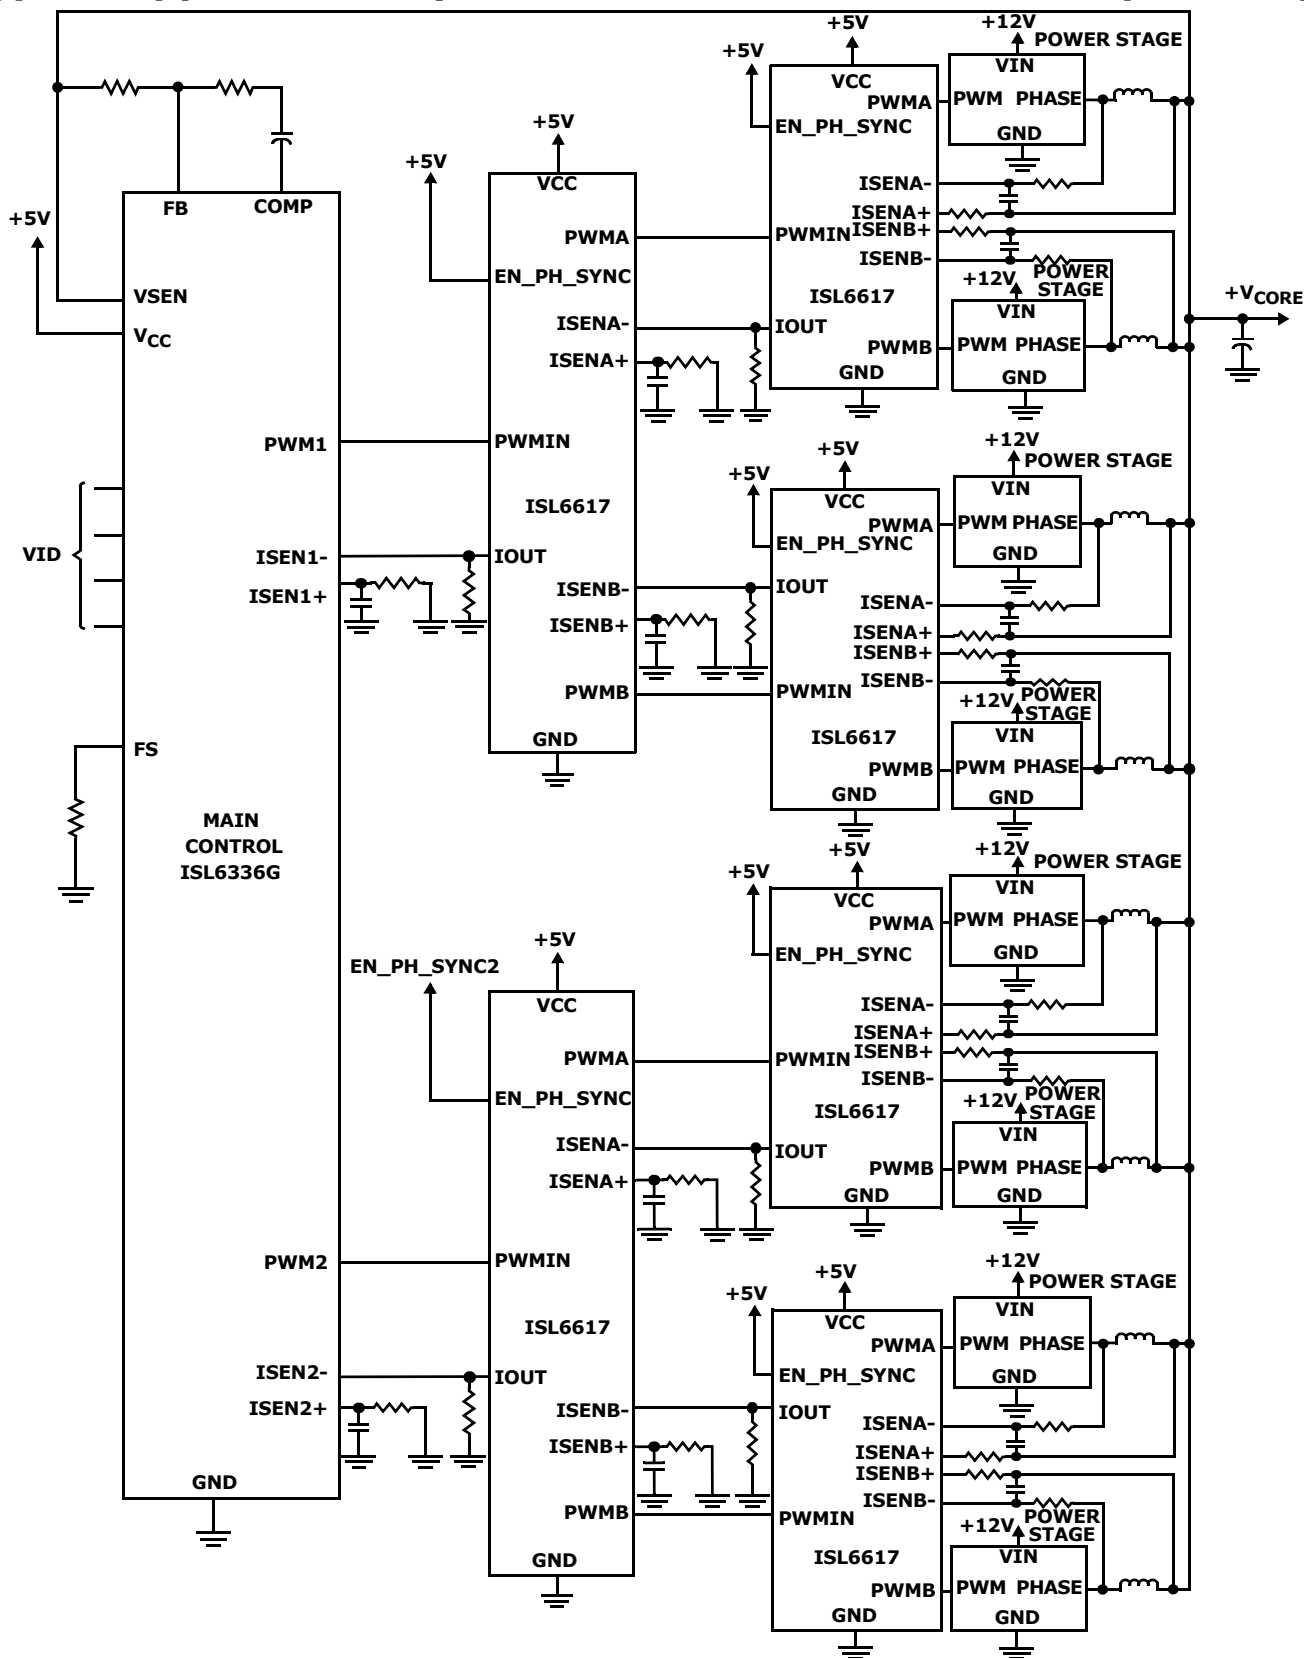 +5V
+12V
POWER STAGE
+5V
VCC
VIN
PWMA
PWM PHASE
EN_PH_SYNC
GND
+5V
+5V
VCC
ISENA-
FB
COMP
ISENA+
+5V
PWMA
PWMIN
ISENB+
ISENB-
EN_PH_SYNC
+12V
POWER
STAGE
VSEN
ISL6617
VIN
+VCORE
ISENA-
IOUT
VCC
PWMB
PWM PHASE
ISENA+
GND
GND
PWM1
PWMIN
+12V
+5V
POWER STAGE
+5V
VCC
VIN
ISL6617
PWMA
PWM PHASE
EN_PH_SYNC
VID
ISEN1-
IOUT
GND
ISENB-
IOUT
ISEN1+
ISENA-
ISENB+
ISENA+
ISENB+
ISENB-
PWMB
PWMIN
+12V
POWER
STAGE
GND
ISL6617
VIN
FS
PWMB
PWM PHASE
GND
GND
MAIN
CONTROL
ISL6336G
+5V
+12V
POWER STAGE
+5V
VCC
VIN
PWMA
PWM PHASE
+5V
EN_PH_SYNC
GND
EN_PH_SYNC2
VCC
ISENA-
ISENA+
PWMA
PWMIN
ISENB+
ISENB-
EN_PH_SYNC
+12V
POWER
STAGE
ISL6617
VIN
ISENA-
IOUT
PWMB
PWM PHASE
ISENA+
GND
GND
PWM2
PWMIN
+12V
+5V
POWER STAGE
+5V
VIN
ISL6617
VCC
PWMA
PWM PHASE
ISEN2-
IOUT
EN_PH_SYNC
GND
ISEN2+
ISENB-
IOUT
ISENA-
ISENB+
ISENA+
ISENB+
GND
ISENB-
PWMB
PWMIN
+12V
POWER
STAGE
GND
ISL6617
VIN
PWMB
PWM PHASE
GND
GND